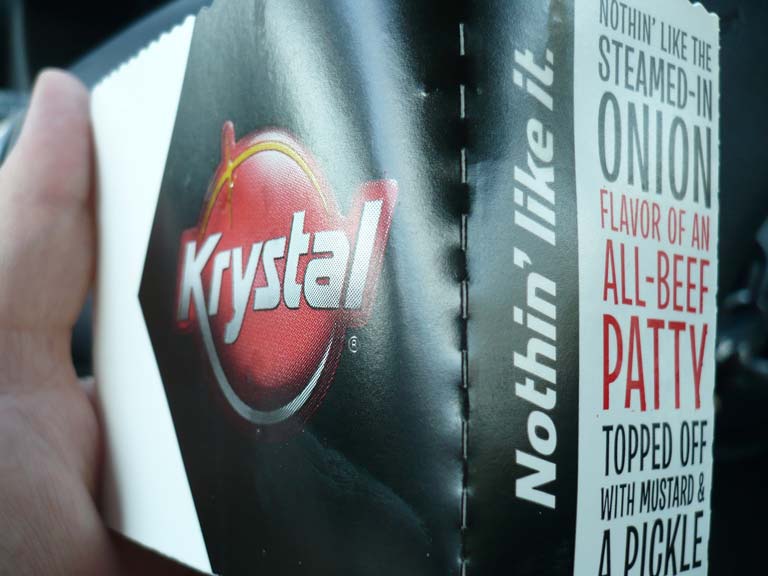 Krystal
®
Nothin' like it.
NOTHIN' LIKE THE
STEAMED-IN
ONION
FLAVOR OF AN
ALL-BEEF
PATTY
TOPPED OFF
WITH MUSTARD &
A PICKLE